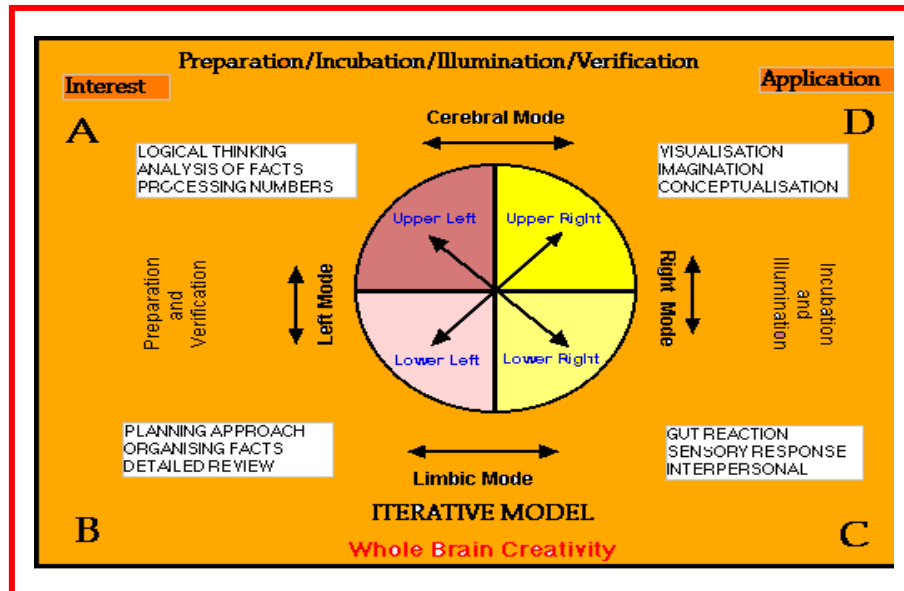 Preparation/Incubation/Illumination/Verification
Interest
Application
A
D
Cerebral Mode
LOGICAL THINKING
ANALYSIS OF FACTS
PROCESSING NUMBERS
VISUALISATION
IMAGINATION
CONCEPTUALISATION
Upper Left
Upper Right
Preparation
and
Verification
Left Mode
Right Mode
Incubation
and
Illumination
Lower Left
Lower Right
PLANNING APPROACH
ORGANISING FACTS
DETAILED REVIEW
GUT REACTION
SENSORY RESPONSE
INTERPERSONAL
Limbic Mode
B
C
ITERATIVE MODEL
Whole Brain Creativity